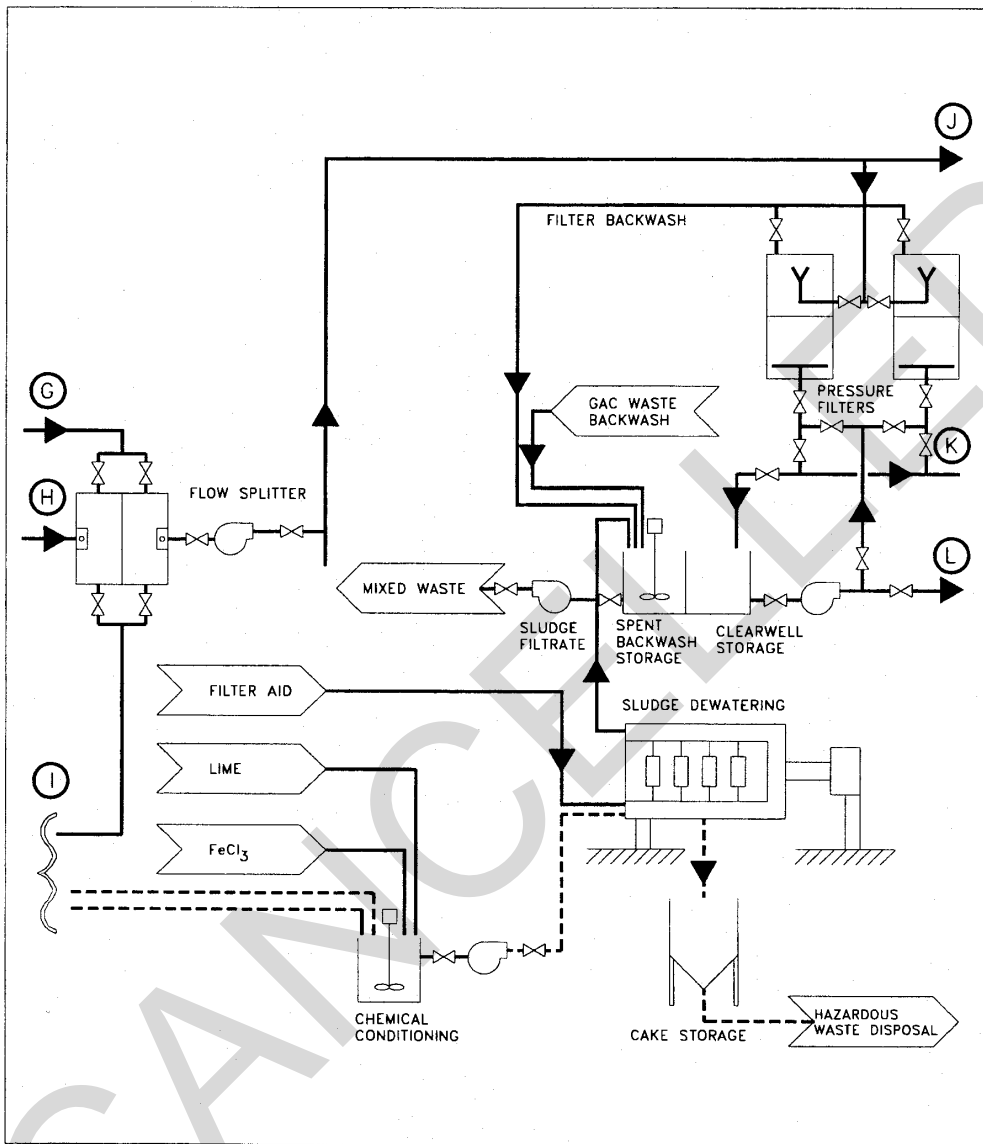 J
FILTER BACKWASH
G
GAC WASTE
BACKWASH
PRESSURE
FILTERS
K
H
FLOW SPLITTER
L
MIXED WASTE
SLUDGE
FILTRATE
SPENT
BACKWASH
STORAGE
CLEARWELL
STORAGE
FILTER AID
SLUDGE DEWATERING
LIME
I
FeCl3
CHEMICAL
CONDITIONING
CAKE STORAGE
HAZARDOUS
WASTE DISPOSAL
CANCELLED